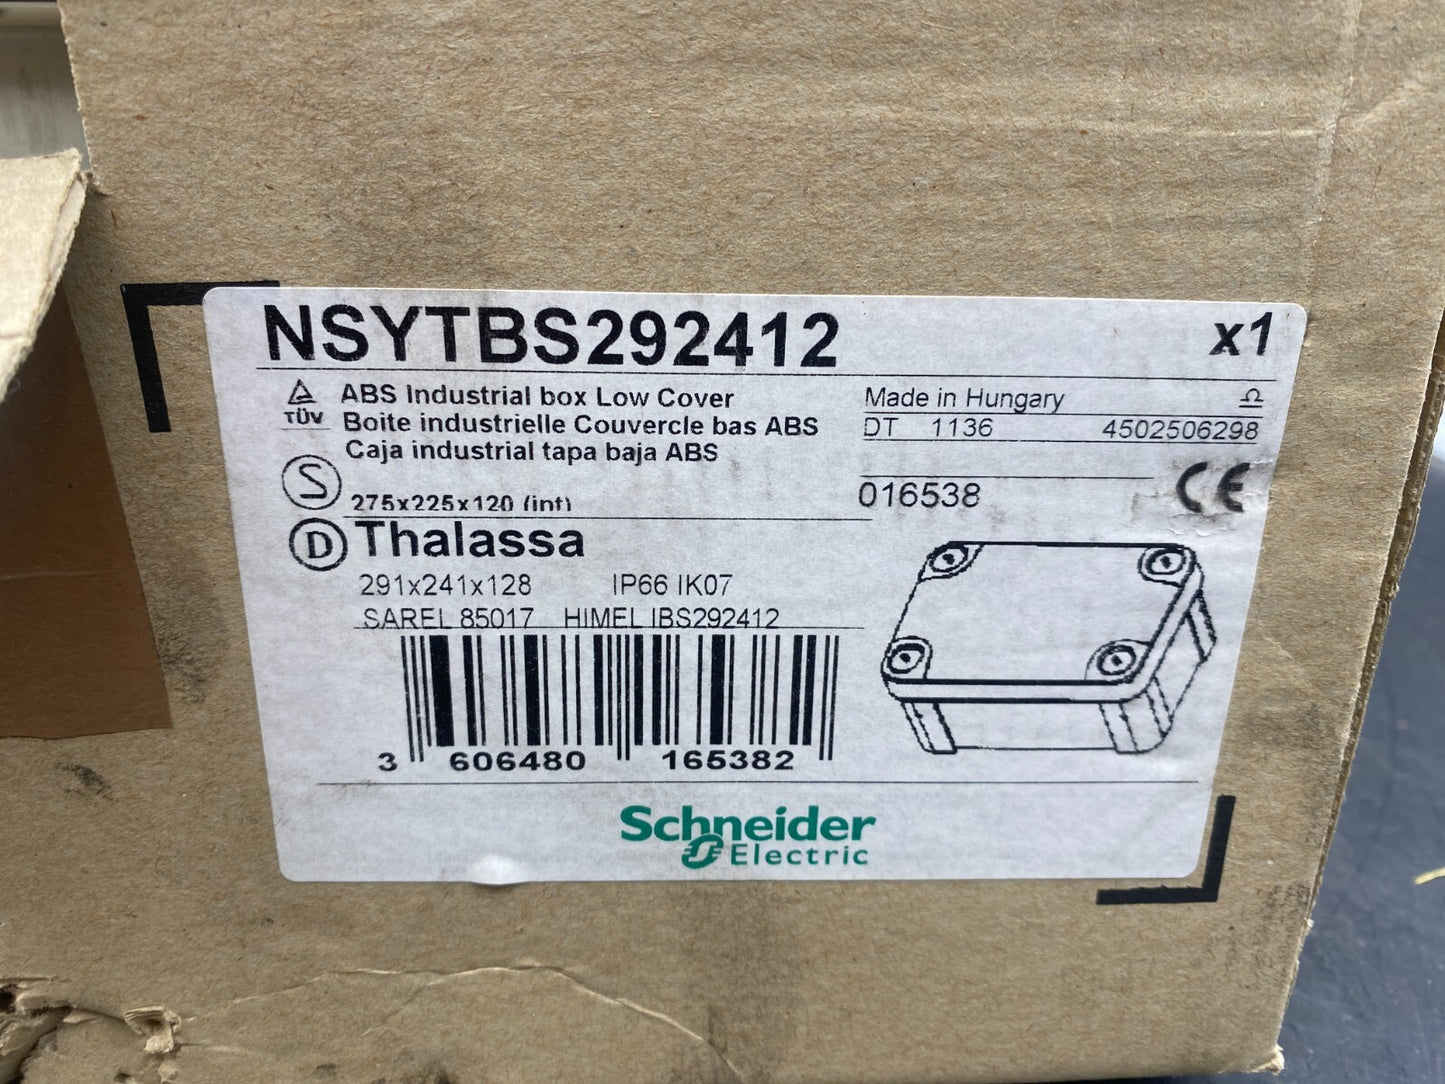 NSYTBS292412 x1
ABS Industrial box Low Cover
TÜV
Boite industrielle Couvercle bas ABS
Caja industrial tapa baja ABS
Made in Hungary
DT 1136 4502506298
S
275x225x120 (int)
016538 CE
D Thalassa
291x241x128 IP66 IK07
SAREL 85017 HIMEL IBS292412
3 606480 165382
Schneider
Electric